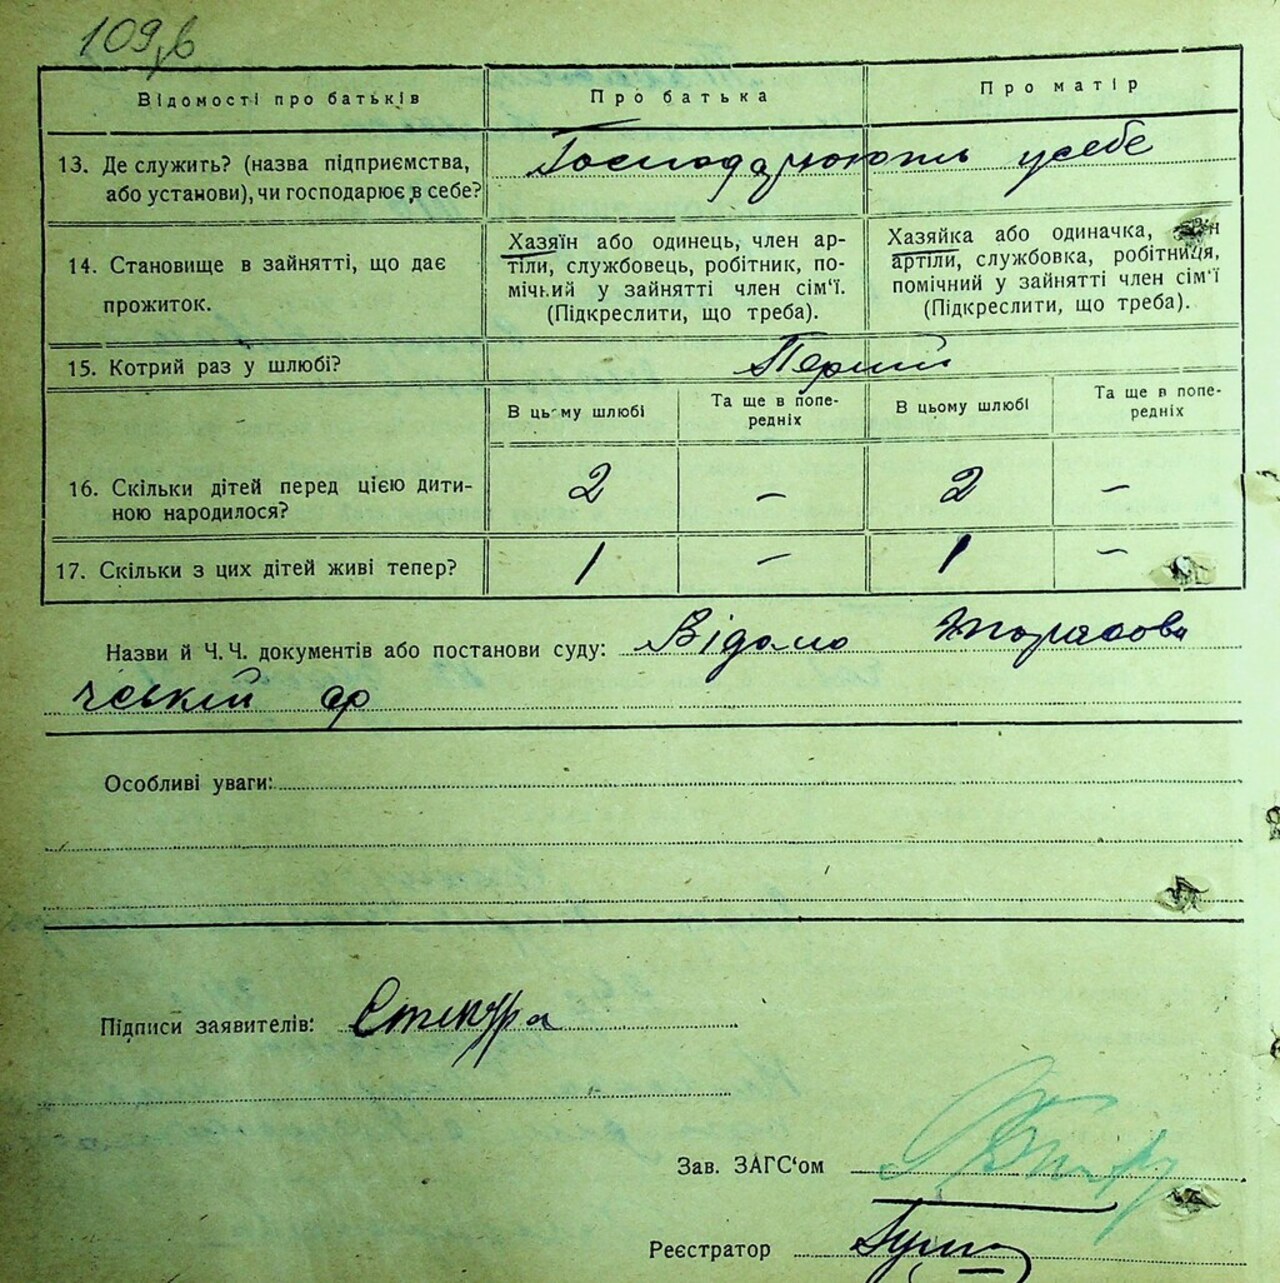 109,в
Відомості про батьків
Про батька
Про матір
13. Де служить? (назва підприємства,
або установи), чи господарює в себе?
Господарюють у себе
14. Становище в зайнятті, що дає
прожиток.
Хазяїн або одинець, член ар-
тіли, службовець, робітник, по-
мічний у зайнятті член сім'ї.
(Підкреслити, що треба).
Хазяйка або одиначка,
артіли, службовка, робітниця,
помічний у зайнятті член сім'ї
(Підкреслити, що треба).
15. Котрий раз у шлюбі?
Перший
В цьому шлюбі
Та ще в попе-
редніх
В цьому шлюбі
Та ще в попе-
редніх
16. Скільки дітей перед цією дити-
ною народилося?
2 – 2 –
17. Скільки з цих дітей живі тепер?
1 – 1 –
Назви й Ч. Ч. документів або постанови суду: Відомо
ській ср
Особливі уваги:
Підписи заявителів:
Зав. ЗАГС'ом
Реєстратор